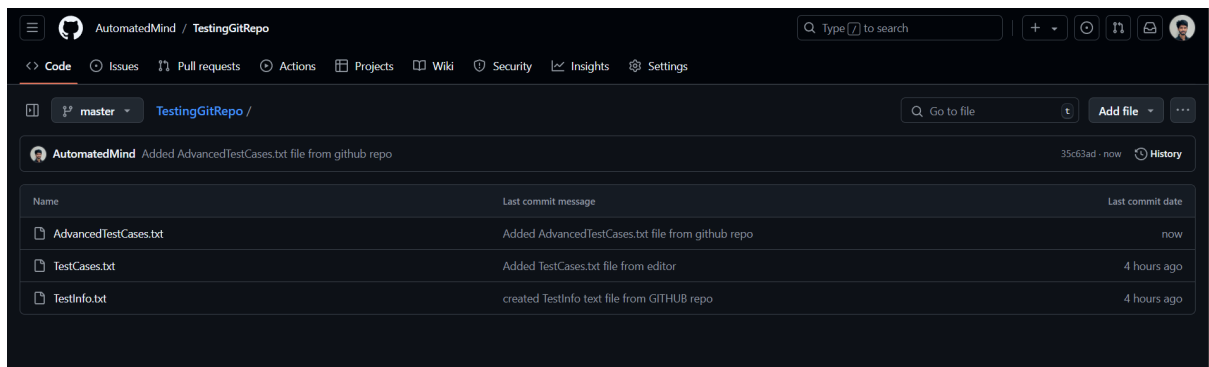 AutomatedMind / TestingGitRepo Type / to search
Code Issues Pull requests Actions Projects Wiki Security Insights Settings
master TestingGitRepo / Go to file t Add file
AutomatedMind Added AdvancedTestCases.txt file from github repo 35c63ad · now History
Name Last commit message Last commit date
AdvancedTestCases.txt Added AdvancedTestCases.txt file from github repo now
TestCases.txt Added TestCases.txt file from editor 4 hours ago
TestInfo.txt created TestInfo text file from GITHUB repo 4 hours ago